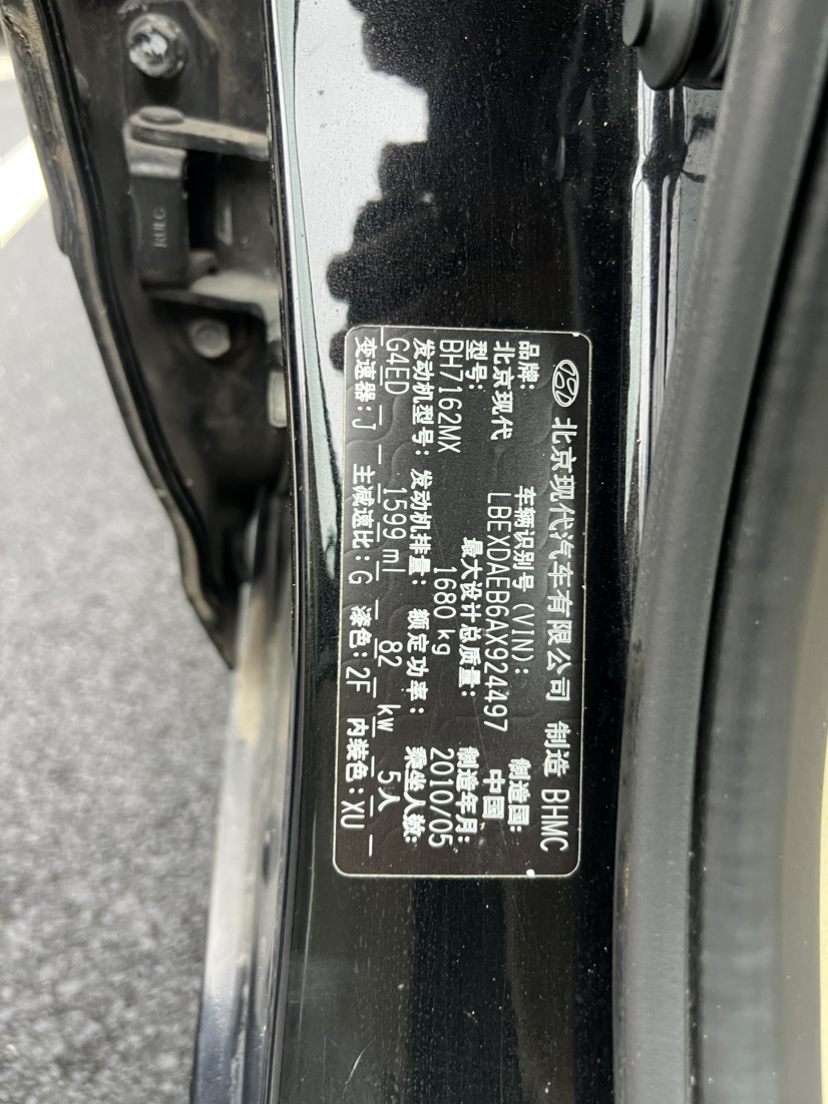 北京现代汽车有限公司 制造 BHMC
品牌: 车辆识别号 (VIN): 制造国:
北京现代 LBEXDAEB6AX924497 中国
型号: 最大设计总质量: 制造年月:
BH7162MX 1680 kg 2010/05
发动机型号: 发动机排量: 额定功率: 乘坐人数:
G4ED 1599 ml 82 kw 5人
变速器:J 主减速比:G 漆色:2F 内装色:XU